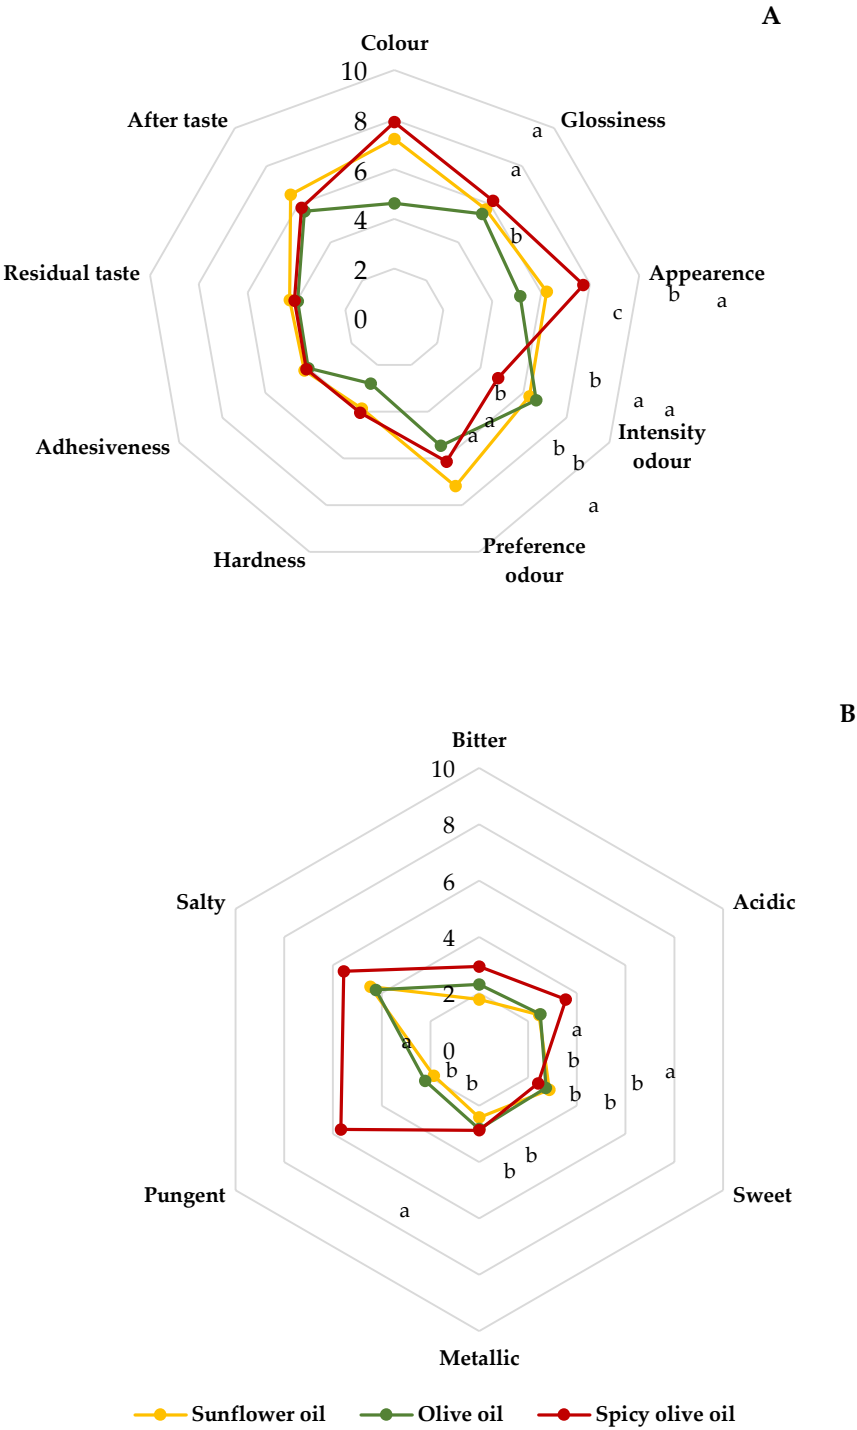 A
Colour
10
After taste
a
Glossiness
8
6
a
4
b
2
Residual taste
Appearence
b
a
0
c
b
b
a
a
a
a
Intensity
odour
Adhesiveness
b
b
a
Hardness
Preference
odour
B
Bitter
10
8
6
Salty
Acidic
4
2
a
a
0
b
b
a
b
b
b
b
b
b
Pungent
Sweet
a
Metallic
Sunflower oil
Olive oil
Spicy olive oil